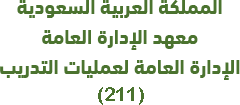 المملكة العربية السعودية
معهد الإدارة العامة
الإدارة العامة لعمليات التدريب
(211)